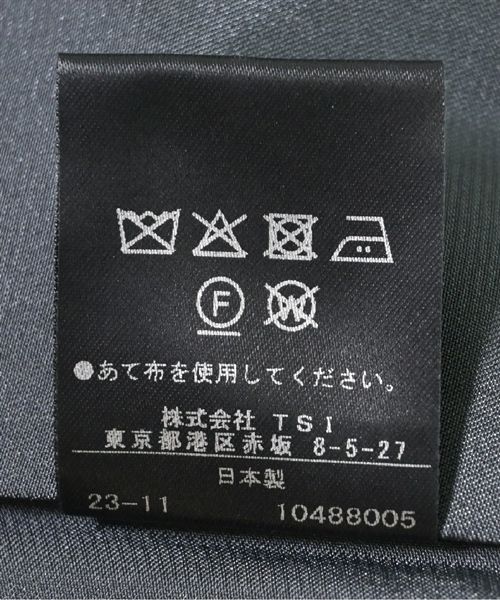 F W
●あて布を使用してください。
株式会社 TSI
東京都港区赤坂 8-5-27
日本製
23-11 10488005